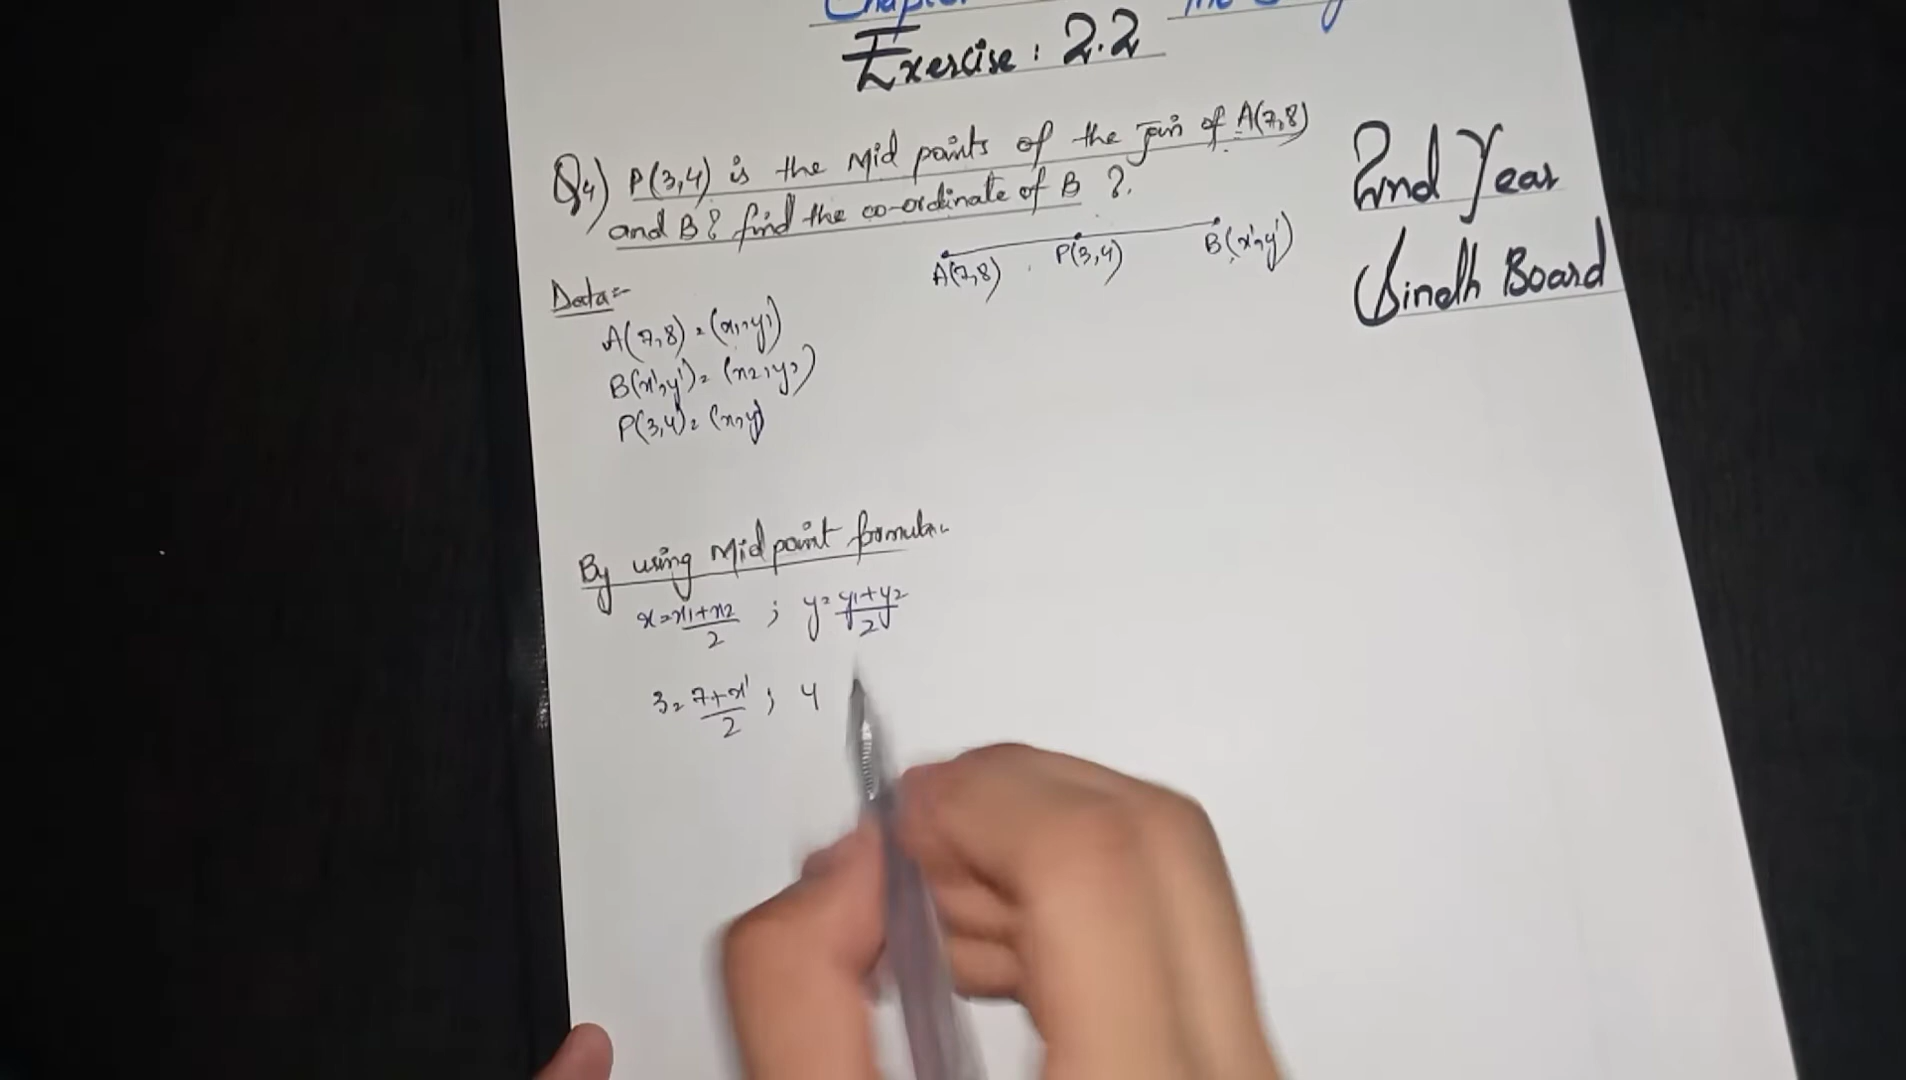 Exercise : 2.2
Q4) P(3,4) is the Mid points of the join of A(7,8)
and B? find the co-ordinate of B ?.
2nd Year
Sindh Board
A(7,8) P(3,4) B(x',y')
Data:-
A(7,8) = (x1,y1)
B(x',y') = (x2,y2)
P(3,4) = (x,y)
By using Mid point formula:-
x = x1+x2/2 ; y = y1+y2/2
3 = 7+x'/2 ; 4